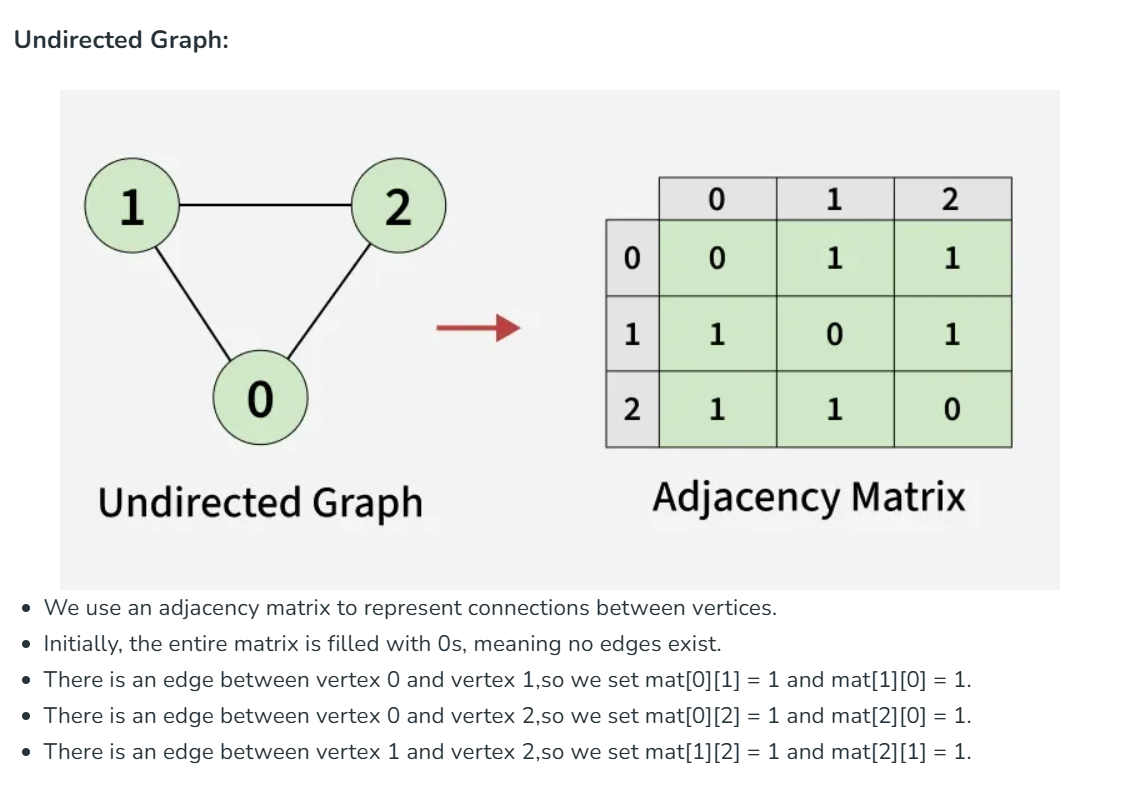 Undirected Graph:
1 2
0
Undirected Graph
0 1 2
0 0 1 1
1 1 0 1
2 1 1 0
Adjacency Matrix
• We use an adjacency matrix to represent connections between vertices.
• Initially, the entire matrix is filled with 0s, meaning no edges exist.
• There is an edge between vertex 0 and vertex 1,so we set mat[0][1] = 1 and mat[1][0] = 1.
• There is an edge between vertex 0 and vertex 2,so we set mat[0][2] = 1 and mat[2][0] = 1.
• There is an edge between vertex 1 and vertex 2,so we set mat[1][2] = 1 and mat[2][1] = 1.